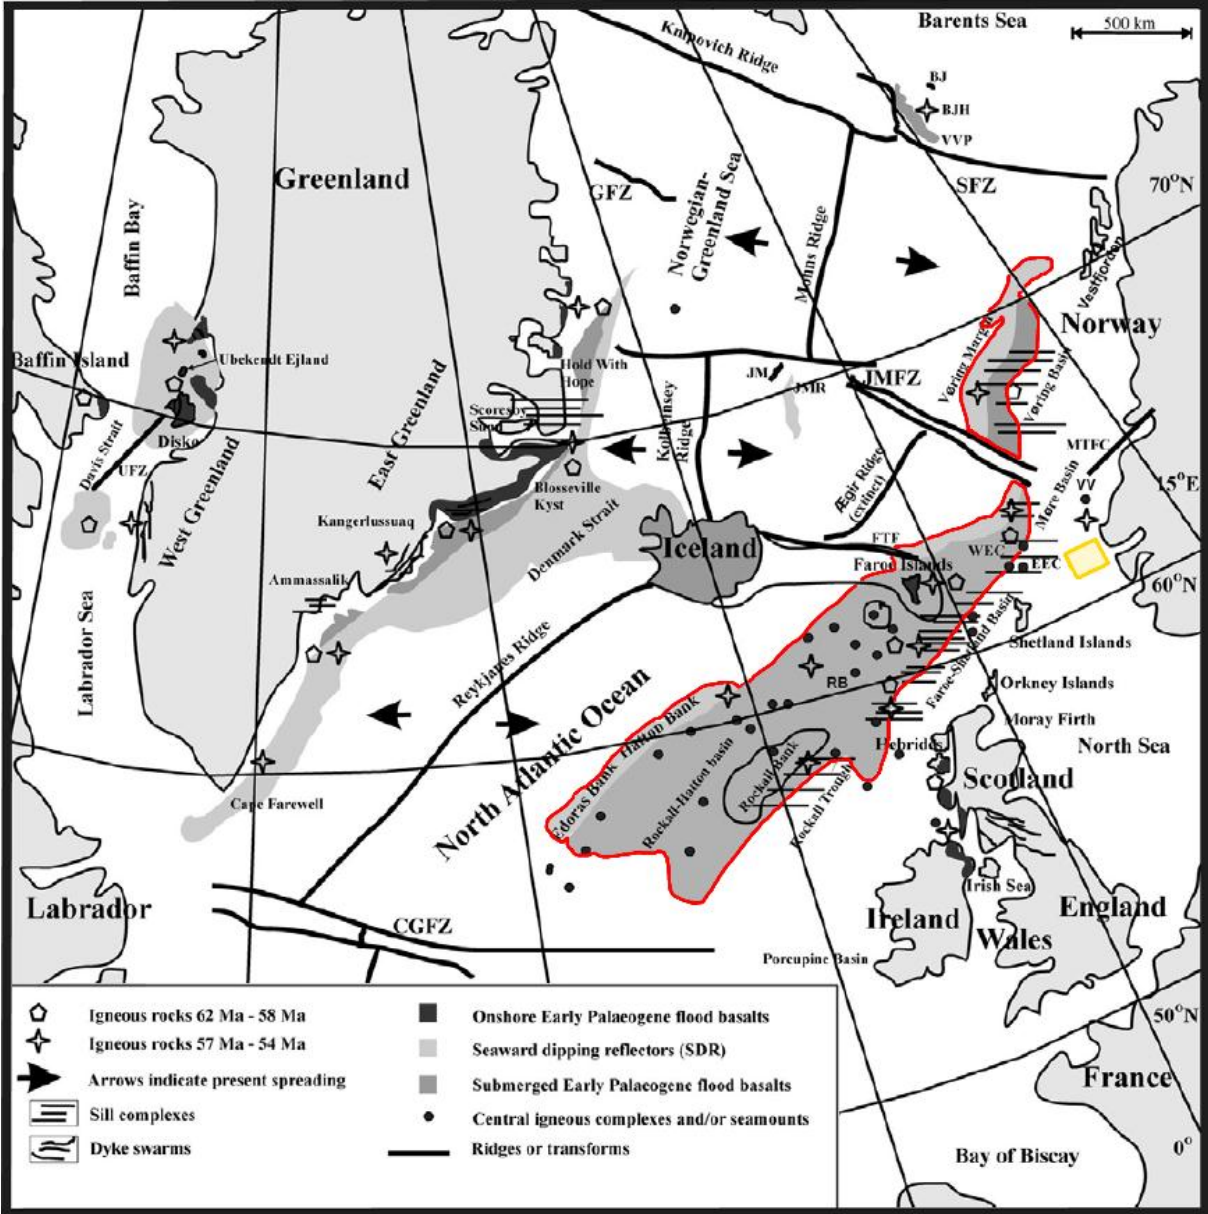 Barents Sea
500 km
Knipovich Ridge
BJ
BJH
VVP
Greenland
GFZ
SFZ
70°N
Norwegian-
Greenland Sea
Baffin Bay
Mohns Ridge
Vestfjorden
Norway
Baffin Island
Ubekendt Ejland
Hold With
Hope
Vøring Margin
JM
JMR
JMFZ
Vøring Basin
East Greenland
Scoresby
Sund
Kolbeinsey
Ridge
Disko
Davis Strait
UFZ
West Greenland
MTFC
Ægir Ridge
(extinct)
Møre Basin
VV
15°E
Blosseville
Kyst
Kangerlussuaq
Denmark Strait
Iceland
FTF
WEC
EEC
Faroe Islands
Ammassalik
60°N
Labrador Sea
Reykjanes Ridge
Faroe-Shetland Basin
Shetland Islands
RB
Orkney Islands
Moray Firth
North Atlantic Ocean
Hatton Bank
Hebrides
North Sea
Rockall-Hatton basin
Rockall Bank
Scotland
Cape Farewell
Edoras Bank
Rockall Trough
Irish Sea
Labrador
CGFZ
Ireland
England
Wales
Porcupine Basin
50°N
France
0°
Bay of Biscay
Igneous rocks 62 Ma - 58 Ma
Igneous rocks 57 Ma - 54 Ma
Arrows indicate present spreading
Sill complexes
Dyke swarms
Onshore Early Palaeogene flood basalts
Seaward dipping reflectors (SDR)
Submerged Early Palaeogene flood basalts
Central igneous complexes and/or seamounts
Ridges or transforms